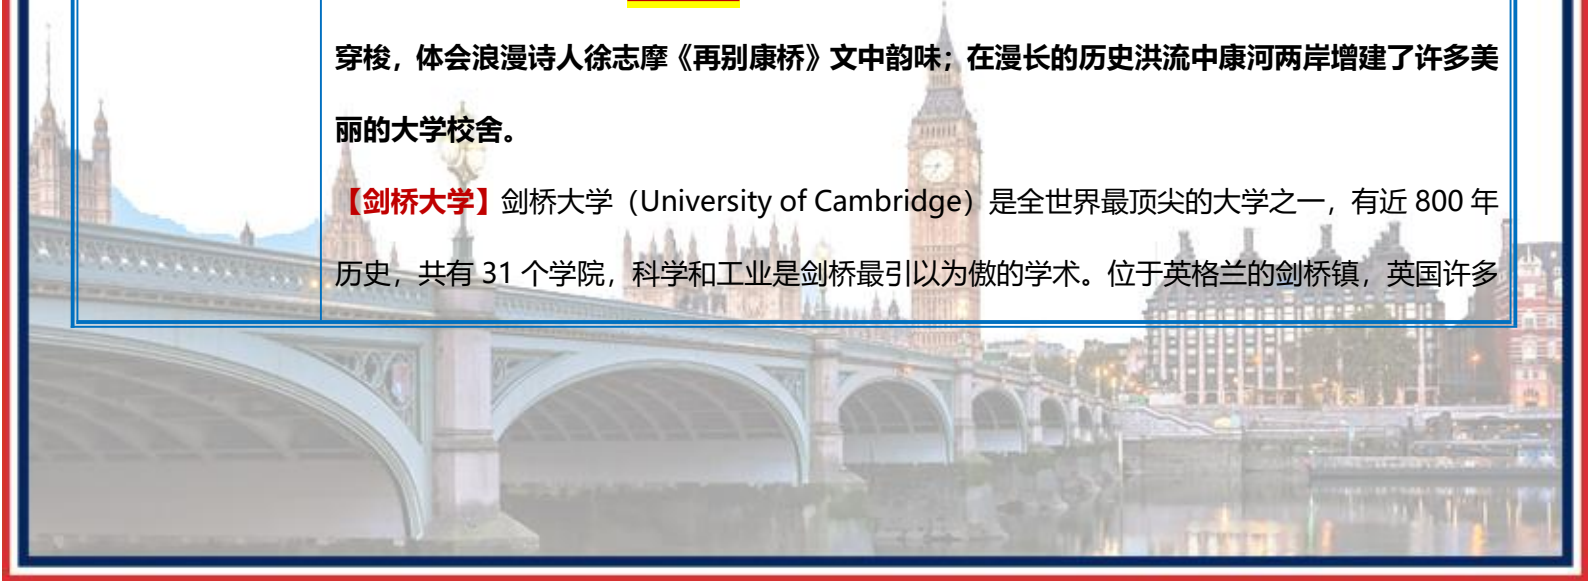 穿梭，体会浪漫诗人徐志摩《再别康桥》文中韵味；在漫长的历史洪流中康河两岸增建了许多美
丽的大学校舍。
【剑桥大学】剑桥大学（University of Cambridge）是全世界最顶尖的大学之一，有近 800 年
历史，共有 31 个学院，科学和工业是剑桥最引以为傲的学术。位于英格兰的剑桥镇，英国许多